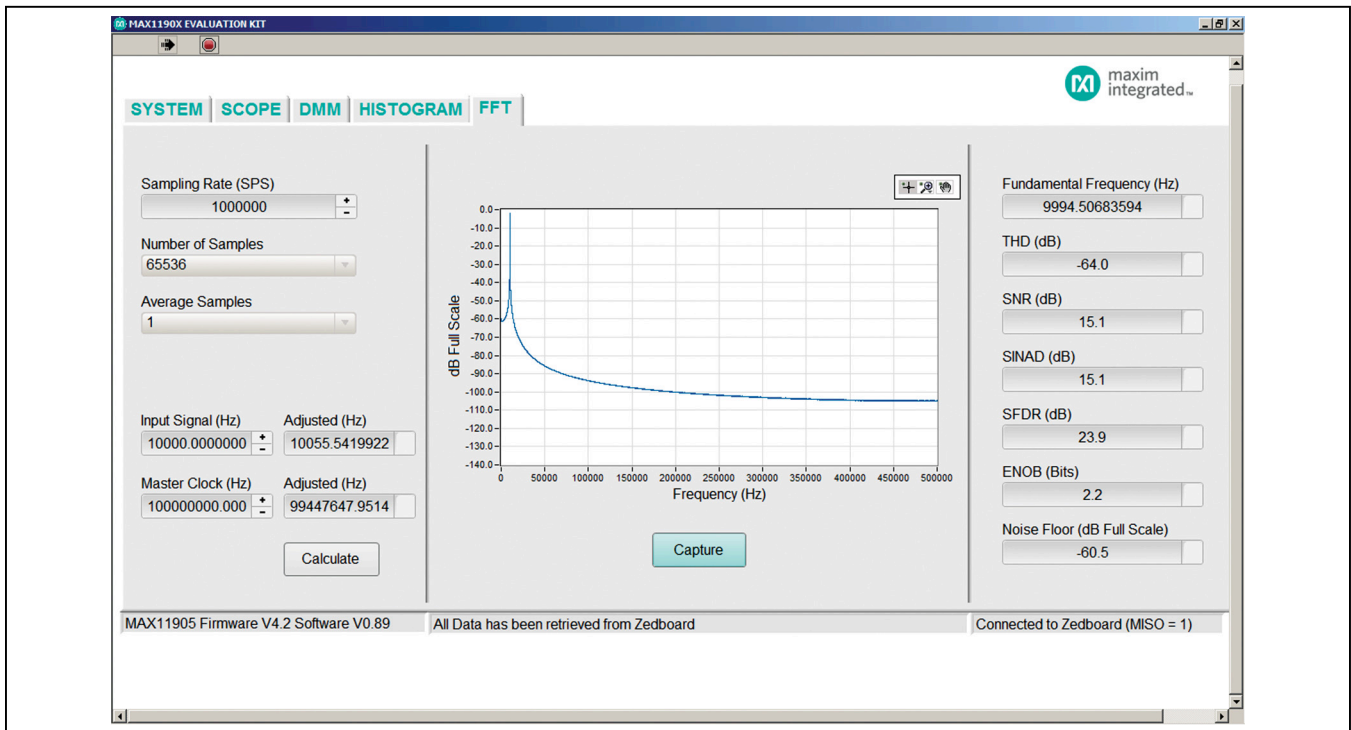 MAX1190X EVALUATION KIT
maxim
integrated™
SYSTEM SCOPE DMM HISTOGRAM FFT
Sampling Rate (SPS)
1000000
Number of Samples
65536
Average Samples
1
Input Signal (Hz) Adjusted (Hz)
10000.0000000 10055.5419922
Master Clock (Hz) Adjusted (Hz)
100000000.000 99447647.9514
Calculate
dB Full Scale
0.0
-10.0
-20.0
-30.0
-40.0
-50.0
-60.0
-70.0
-80.0
-90.0
-100.0
-110.0
-120.0
-130.0
-140.0
0 50000 100000 150000 200000 250000 300000 350000 400000 450000 500000
Frequency (Hz)
Capture
Fundamental Frequency (Hz)
9994.50683594
THD (dB)
-64.0
SNR (dB)
15.1
SINAD (dB)
15.1
SFDR (dB)
23.9
ENOB (Bits)
2.2
Noise Floor (dB Full Scale)
-60.5
MAX11905 Firmware V4.2 Software V0.89
All Data has been retrieved from Zedboard
Connected to Zedboard (MISO = 1)